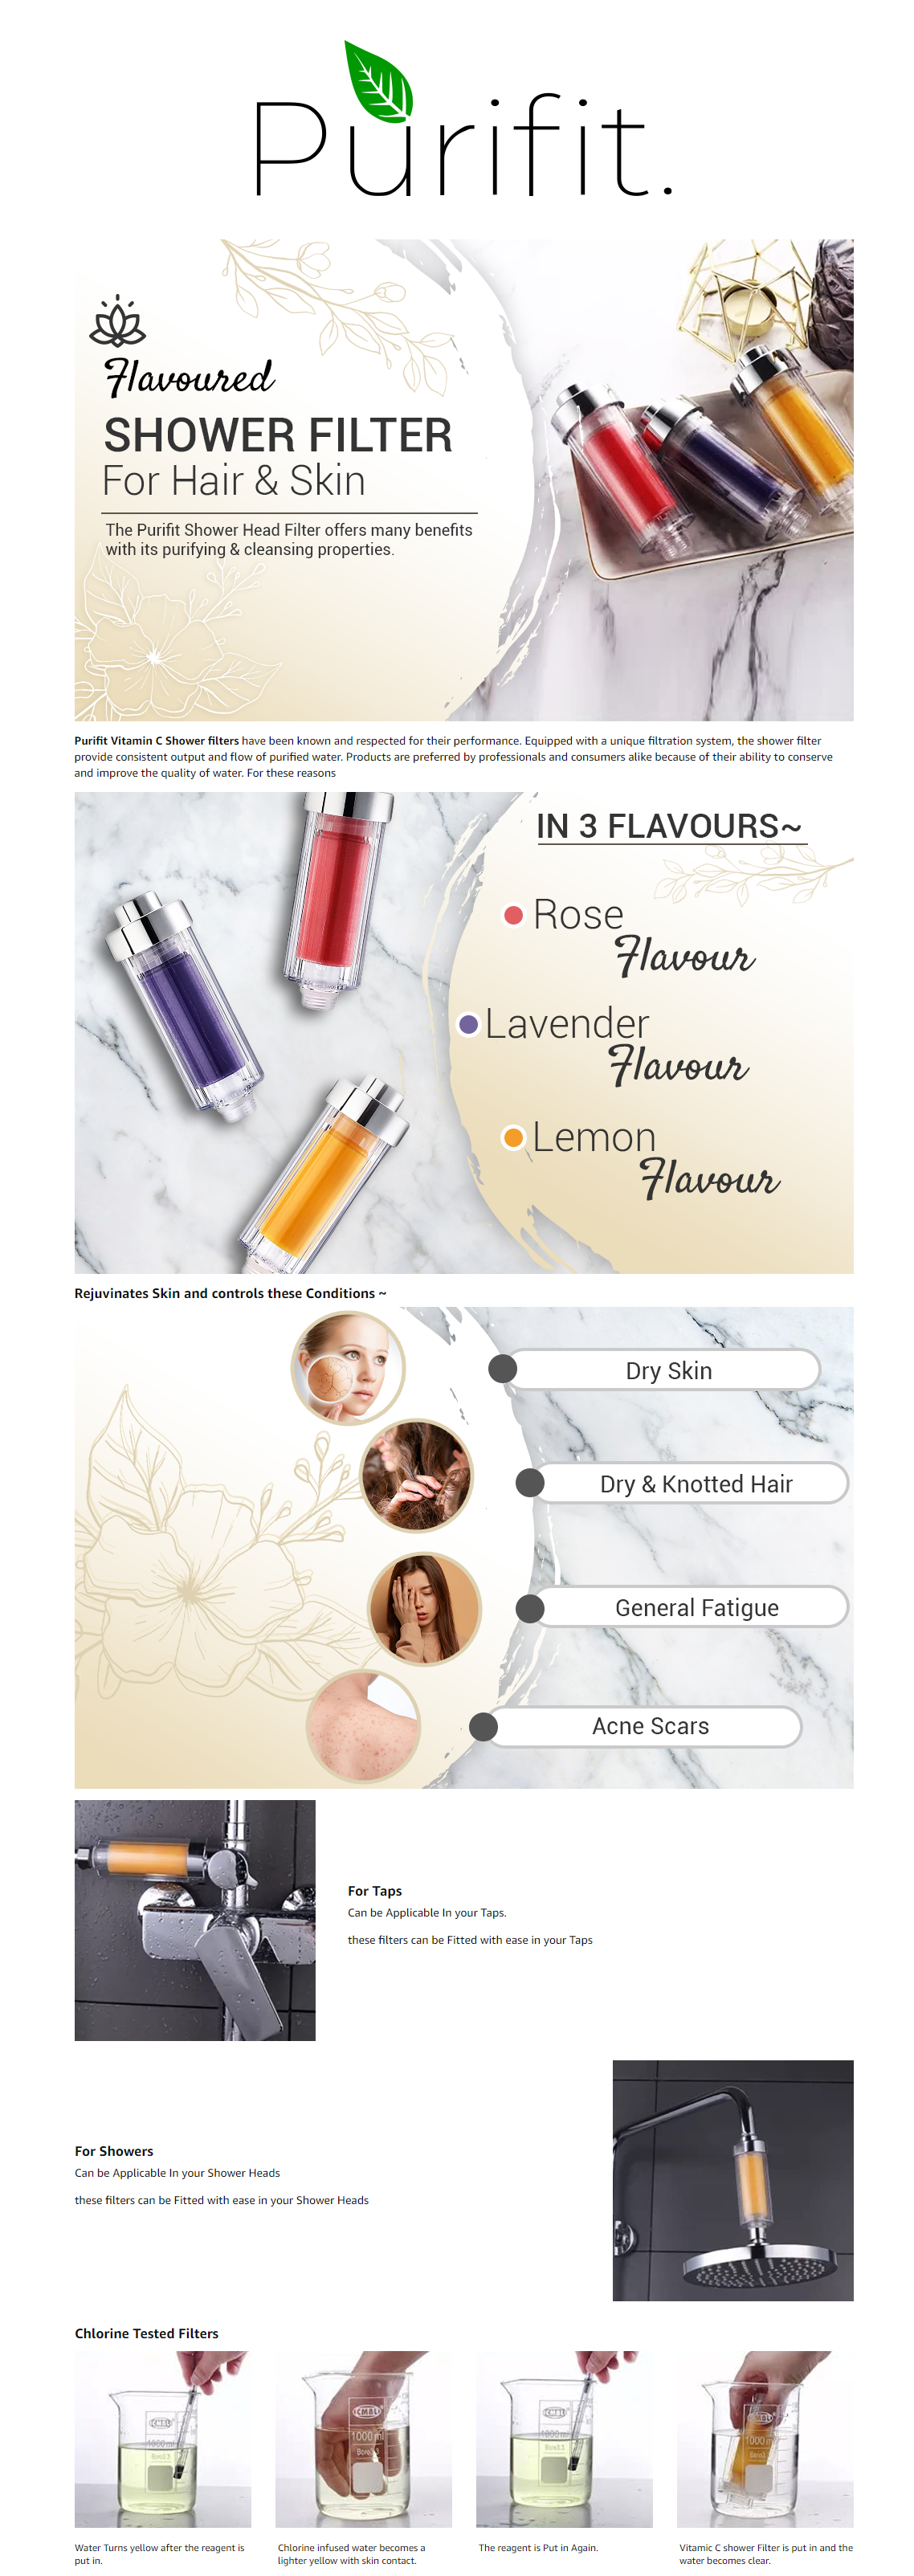 Purifit.
Flavoured
SHOWER FILTER
For Hair & Skin
The Purifit Shower Head Filter offers many benefits
with its purifying & cleansing properties.
Purifit Vitamin C Shower filters have been known and respected for their performance. Equipped with a unique filtration system, the shower filter
provide consistent output and flow of purified water. Products are preferred by professionals and consumers alike because of their ability to conserve
and improve the quality of water. For these reasons
IN 3 FLAVOURS~
Rose
Flavour
Lavender
Flavour
Lemon
Flavour
Rejuvinates Skin and controls these Conditions ~
Dry Skin
Dry & Knotted Hair
General Fatigue
Acne Scars
For Taps
Can be Applicable In your Taps.
these filters can be Fitted with ease in your Taps
For Showers
Can be Applicable In your Shower Heads
these filters can be Fitted with ease in your Shower Heads
Chlorine Tested Filters
1000 ml
1000 ml
1000 ml
1000 ml
Water Turns yellow after the reagent is
put in.
Chlorine infused water becomes a
lighter yellow with skin contact.
The reagent is Put in Again.
Vitamic C shower Filter is put in and the
water becomes clear.